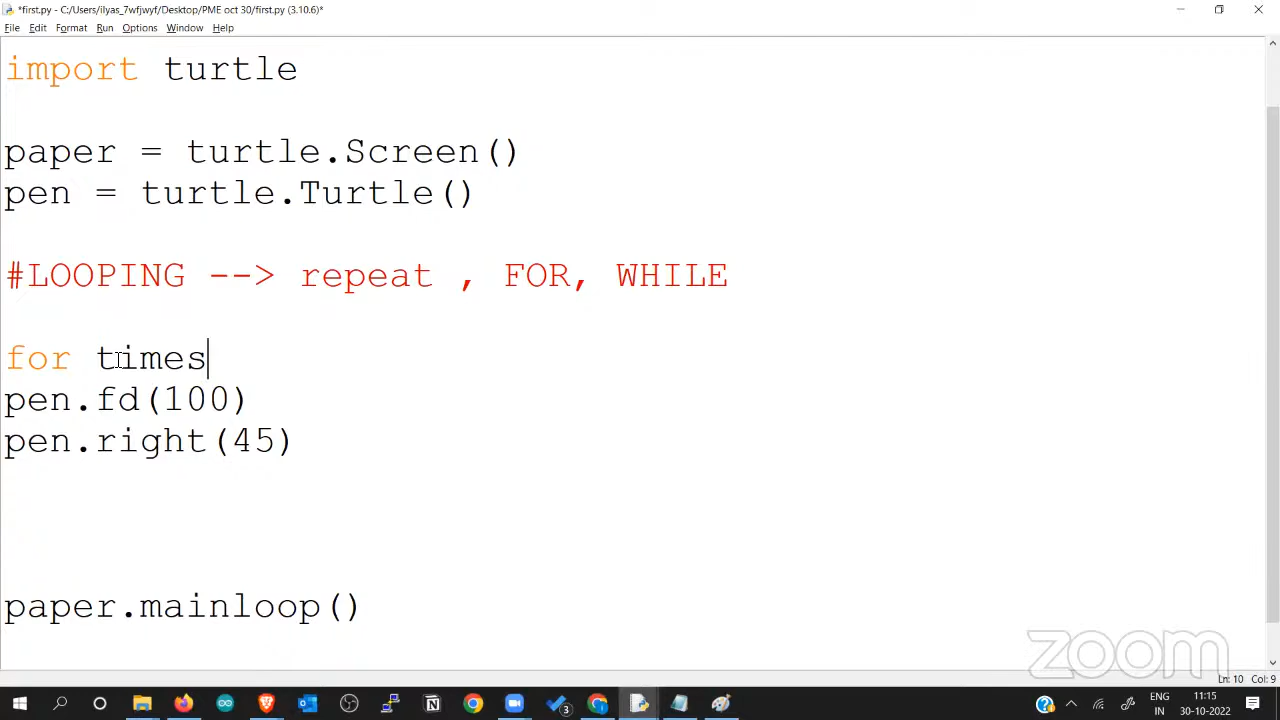 *first.py - C:/Users/ilyas_7wfjwyf/Desktop/PME oct 30/first.py (3.10.6)*
File Edit Format Run Options Window Help
import turtle
paper = turtle.Screen()
pen = turtle.Turtle()
#LOOPING --> repeat , FOR, WHILE
for times
pen.fd(100)
pen.right(45)
paper.mainloop()
zoom
Ln: 10 Col: 9
3
ENG 11:15
IN 30-10-2022